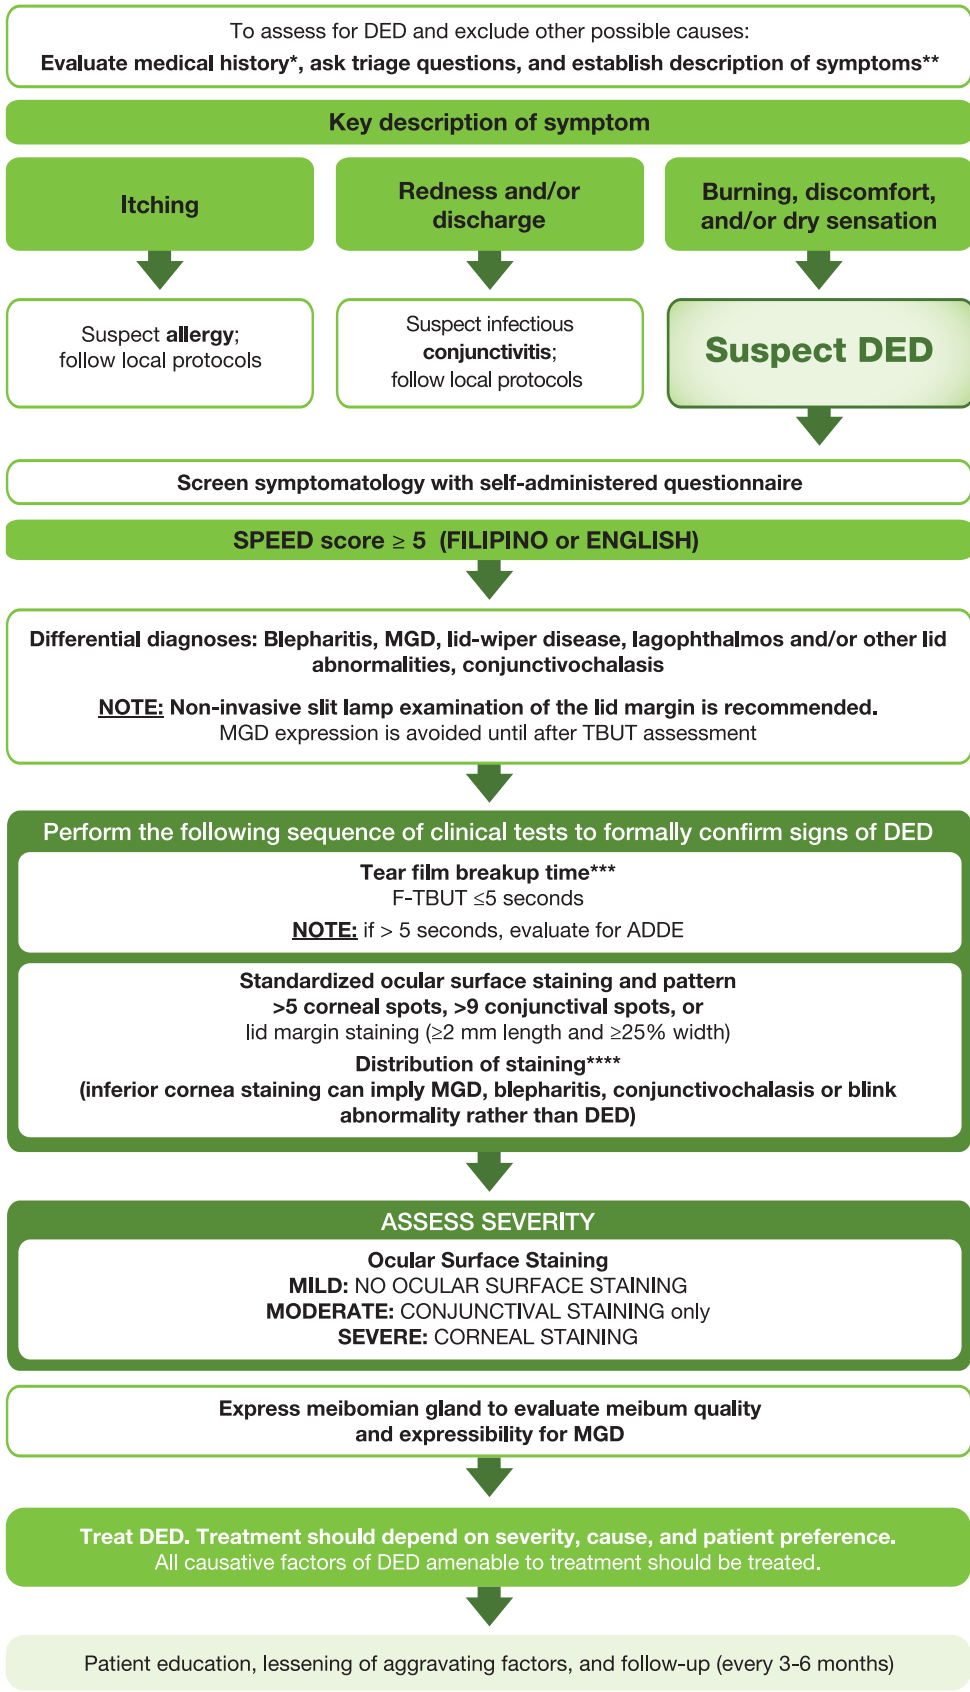 To assess for DED and exclude other possible causes:
Evaluate medical history*, ask triage questions, and establish description of symptoms**
Key description of symptom
Itching
Redness and/or
discharge
Burning, discomfort,
and/or dry sensation
Suspect allergy;
follow local protocols
Suspect infectious
conjunctivitis;
follow local protocols
Suspect DED
Screen symptomatology with self-administered questionnaire
SPEED score ≥ 5 (FILIPINO or ENGLISH)
Differential diagnoses: Blepharitis, MGD, lid-wiper disease, lagophthalmos and/or other lid
abnormalities, conjunctivochalasis
NOTE: Non-invasive slit lamp examination of the lid margin is recommended.
MGD expression is avoided until after TBUT assessment
Perform the following sequence of clinical tests to formally confirm signs of DED
Tear film breakup time***
F-TBUT ≤5 seconds
NOTE: if > 5 seconds, evaluate for ADDE
Standardized ocular surface staining and pattern
>5 corneal spots, >9 conjunctival spots, or
lid margin staining (≥2 mm length and ≥25% width)
Distribution of staining****
(inferior cornea staining can imply MGD, blepharitis, conjunctivochalasis or blink
abnormality rather than DED)
ASSESS SEVERITY
Ocular Surface Staining
MILD: NO OCULAR SURFACE STAINING
MODERATE: CONJUNCTIVAL STAINING only
SEVERE: CORNEAL STAINING
Express meibomian gland to evaluate meibum quality
and expressibility for MGD
Treat DED. Treatment should depend on severity, cause, and patient preference.
All causative factors of DED amenable to treatment should be treated.
Patient education, lessening of aggravating factors, and follow-up (every 3-6 months)